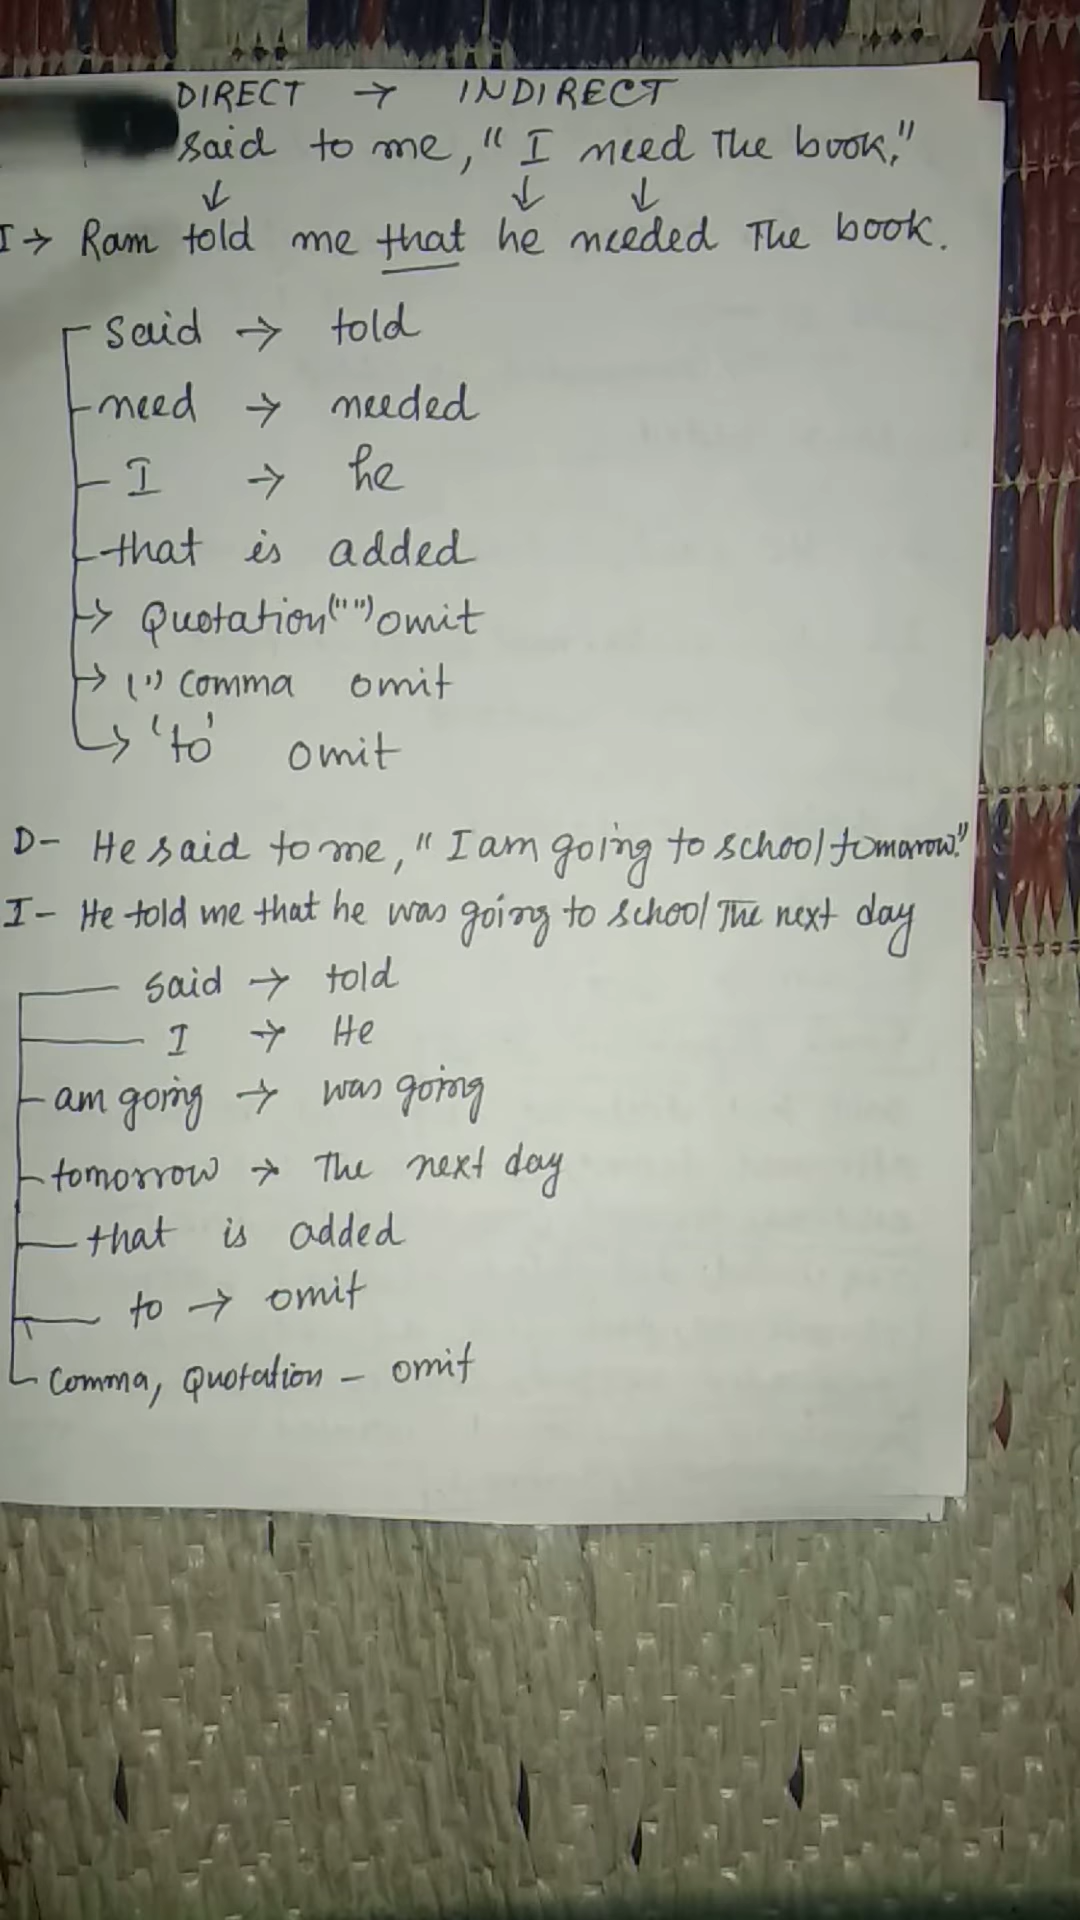 DIRECT → INDIRECT
said to me, "I need The book."
↓ ↓ ↓
I → Ram told me that he needed The book.
said → told
need → needed
I → he
that is added
→ Quotation("") omit
→ (,) comma omit
→ 'to' omit
D- He said to me, "I am going to school tomarow."
I- He told me that he was going to school The next day
said → told
I → He
am going → was going
tomorrow → The next day
that is added
to → omit
Comma, Quotation - omit